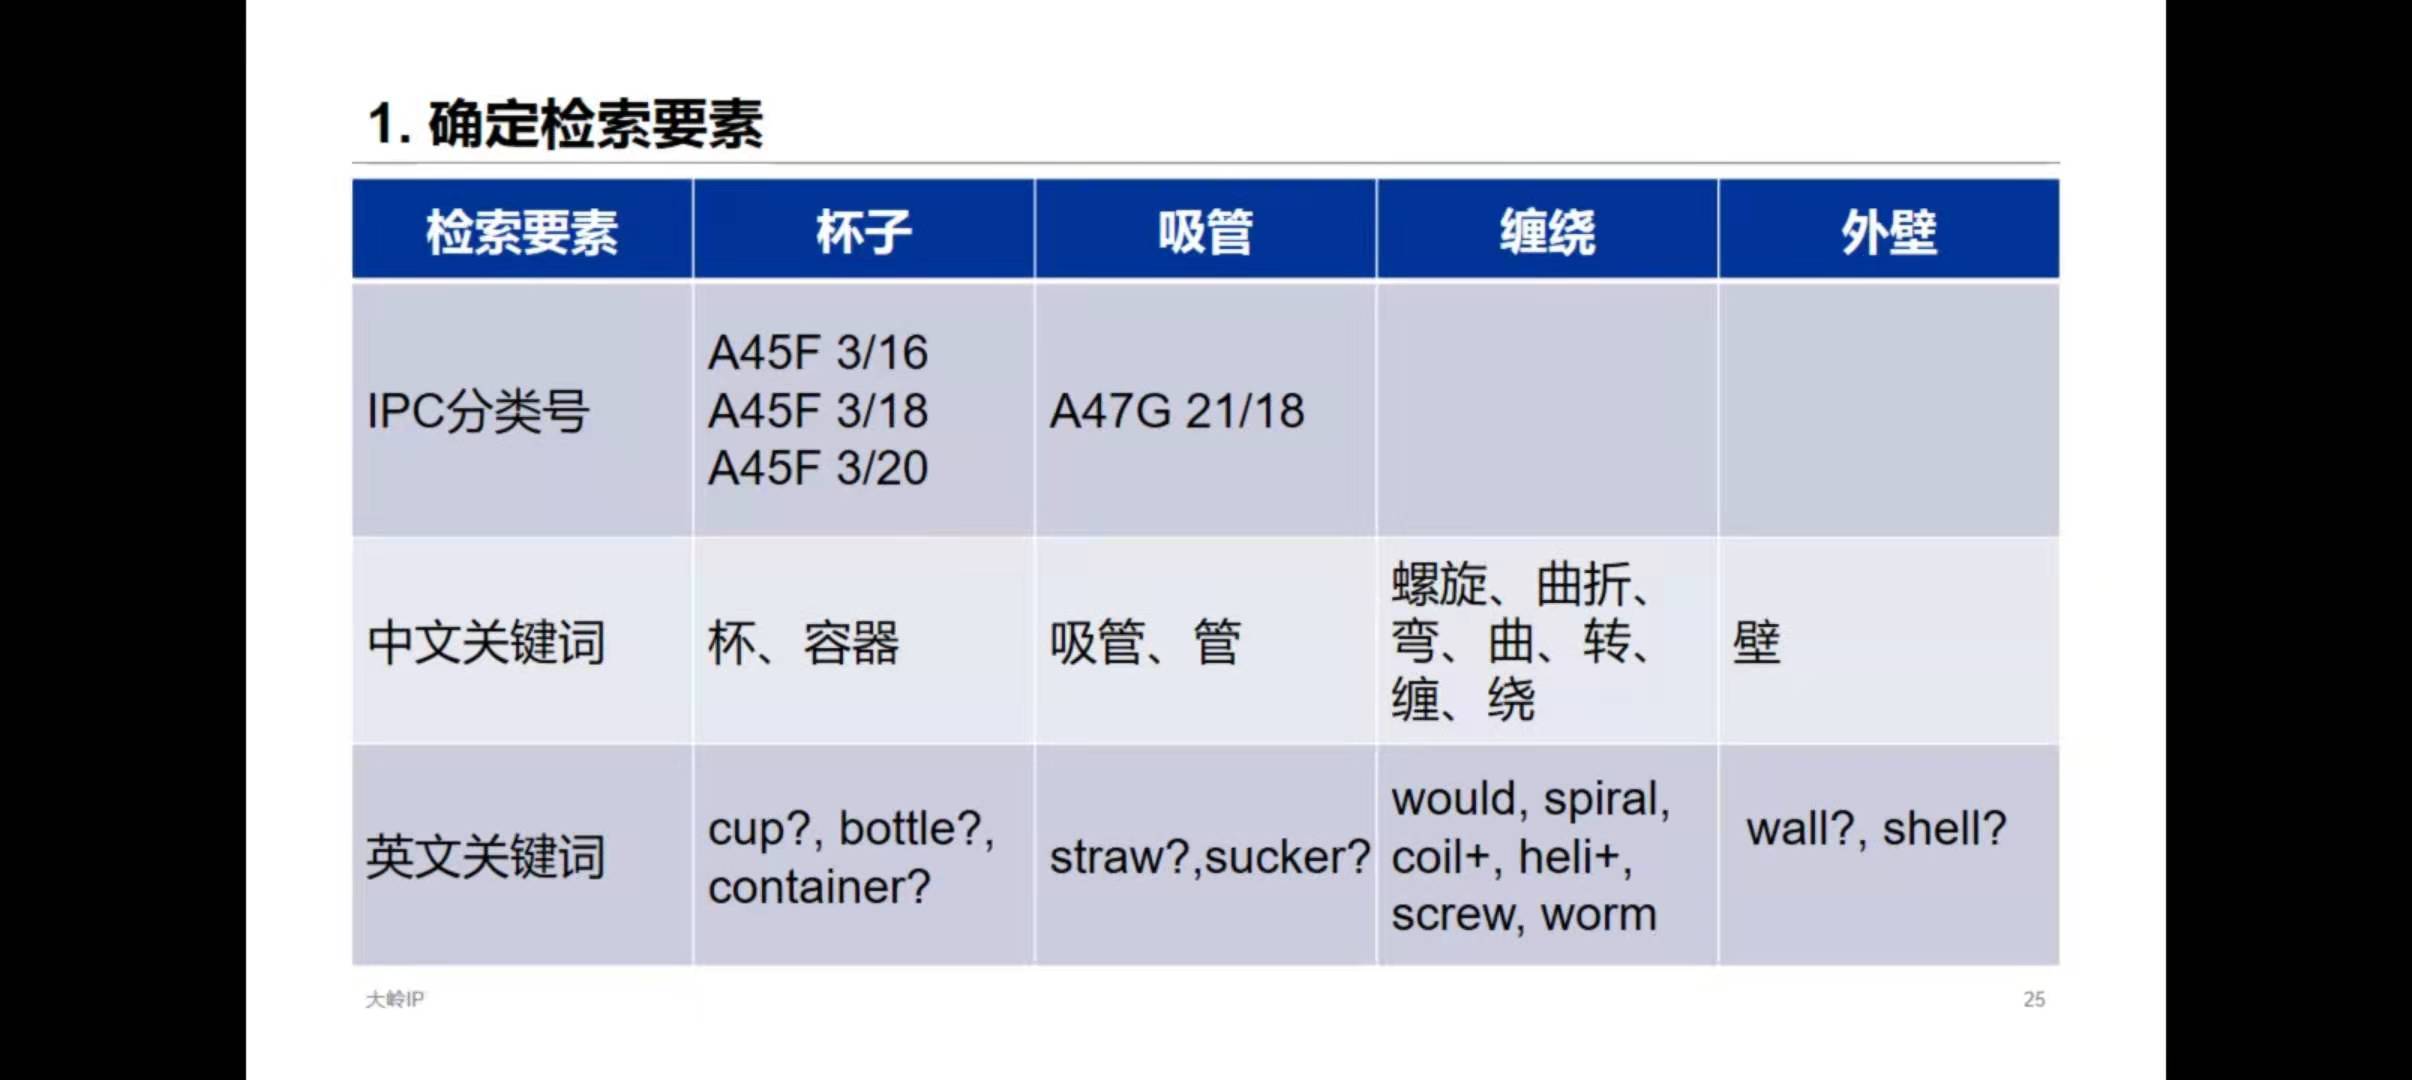 1. 确定检索要素
检索要素 杯子 吸管 缠绕 外壁
IPC分类号
A45F 3/16
A45F 3/18
A45F 3/20
A47G 21/18
中文关键词
杯、容器
吸管、管
螺旋、曲折、
弯、曲、转、
缠、绕
壁
英文关键词
cup?, bottle?,
container?
straw?,sucker?
would, spiral,
coil+, heli+,
screw, worm
wall?, shell?
大岭IP
25